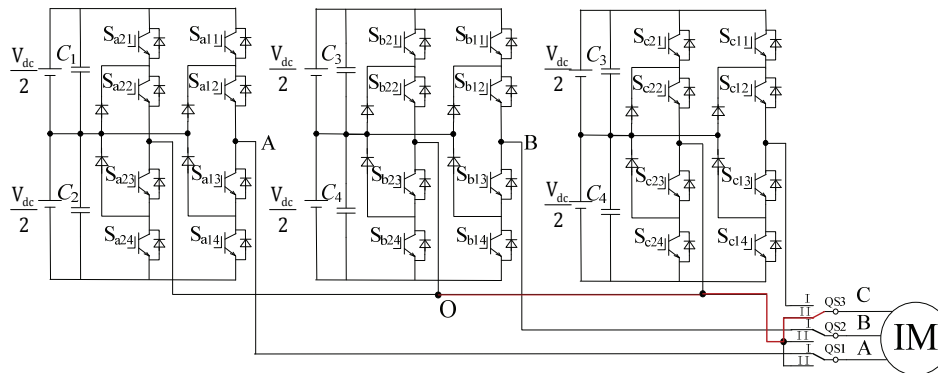 Sa21 Sa11 Sb21 Sb11 Sc21 Sc11
Vdc/2 C1 Vdc/2 C3 Vdc/2 C3
Sa22 Sa12 Sb22 Sb12 Sc22 Sc12
A B
Sa23 Sa13 Sb23 Sb13 Sc23 Sc13
Vdc/2 C2 Vdc/2 C4 Vdc/2 C4
Sa24 Sa14 Sb24 Sb14 Sc24 Sc14
O
I QS3 C
II
I QS2 B
II
I QS1 A
II
IM